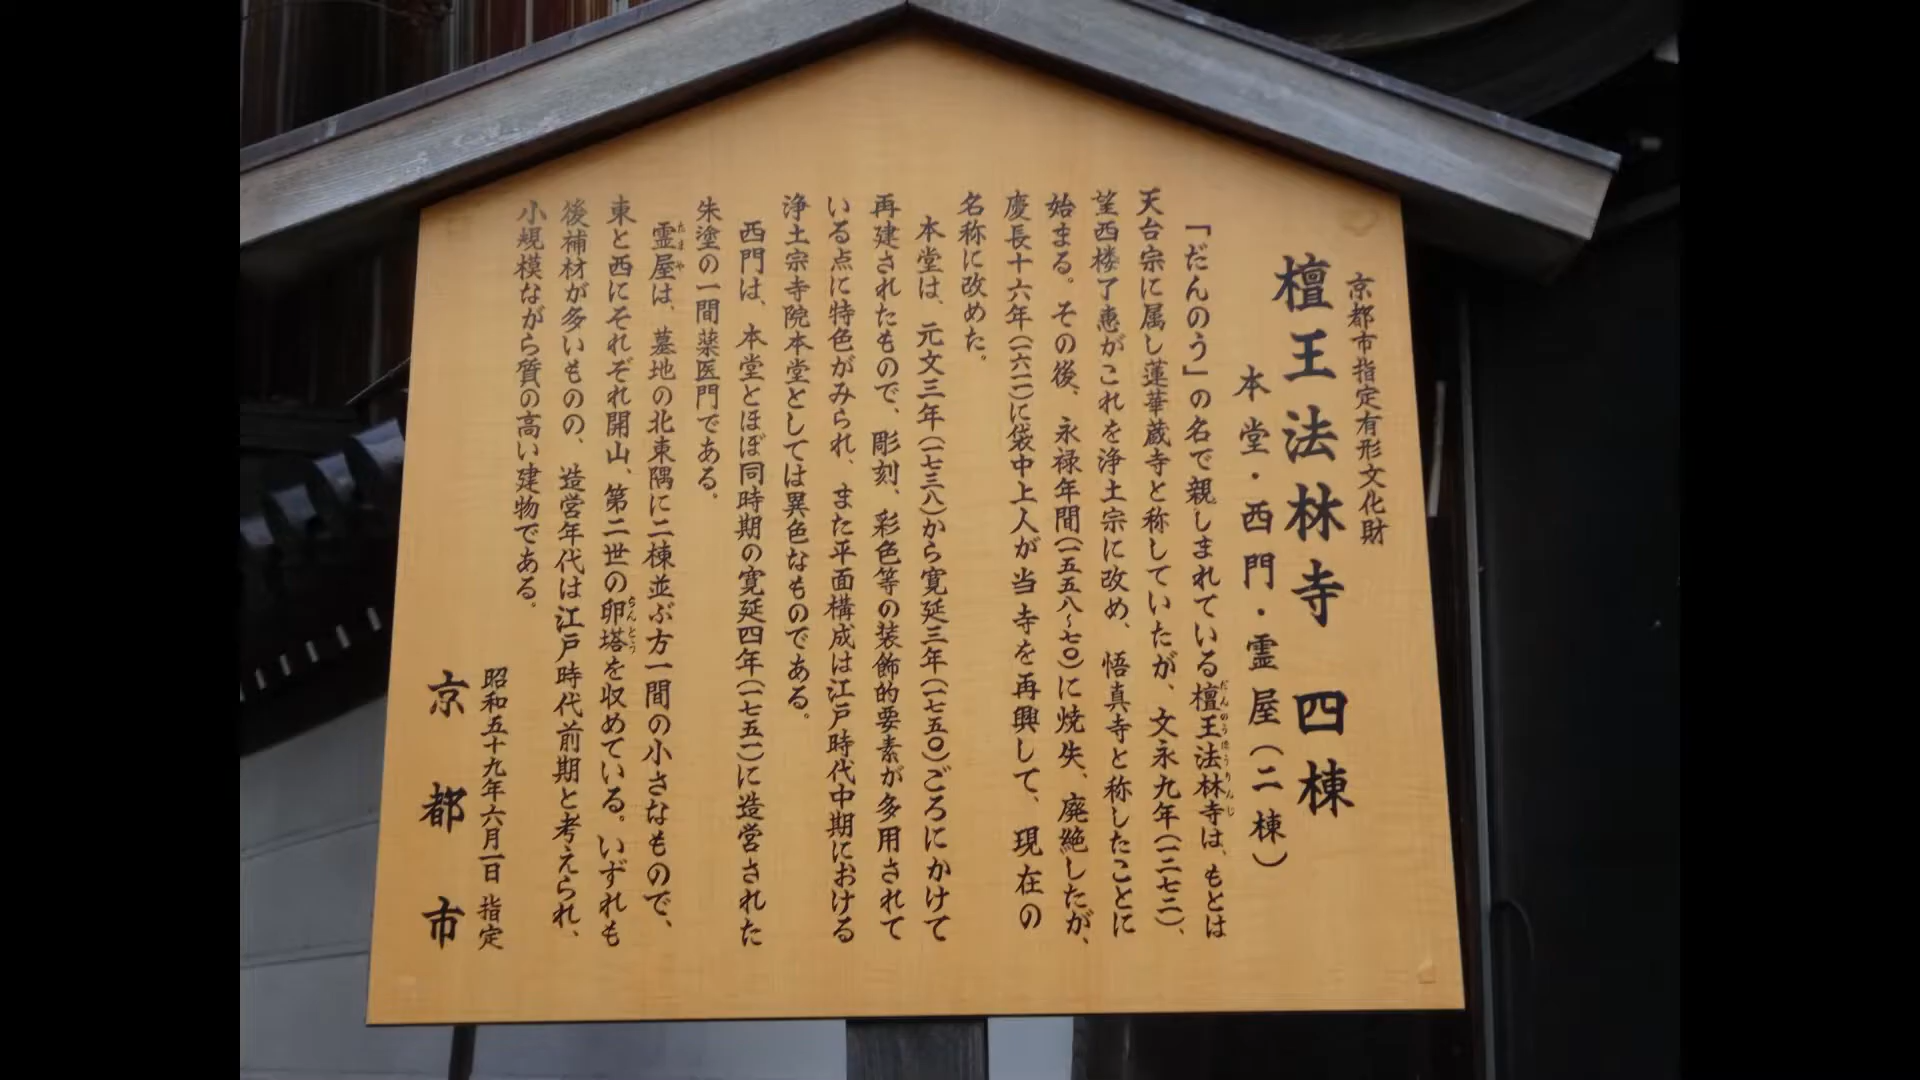 京都市指定有形文化財
檀王法林寺 四棟
本堂・西門・霊屋(二棟)
「だんのう」の名で親しまれている檀王法林寺は、もとは
だんのうほうりんじ
天台宗に属し蓮華蔵寺と称していたが、文永九年(一二七二)、
望西楼了恵がこれを浄土宗に改め、悟真寺と称したことに
始まる。その後、永禄年間(一五五八〜七〇)に焼失、廃絶したが、
慶長十六年(一六一一)に袋中上人が当寺を再興して、現在の
名称に改めた。
本堂は、元文三年(一七三八)から寛延三年(一七五〇)ごろにかけて
再建されたもので、彫刻、彩色等の装飾的要素が多用されて
いる点に特色がみられ、また平面構成は江戸時代中期における
浄土宗寺院本堂としては異色なものである。
西門は、本堂とほぼ同時期の寛延四年(一七五一)に造営された
朱塗の一間薬医門である。
霊屋は、墓地の北東隅に二棟並ぶ方一間の小さなもので、
たまや
東と西にそれぞれ開山、第二世の卵塔を収めている。いずれも
らんとう
後補材が多いものの、造営年代は江戸時代前期と考えられ、
小規模ながら質の高い建物である。
昭和五十九年六月一日 指定
京都市